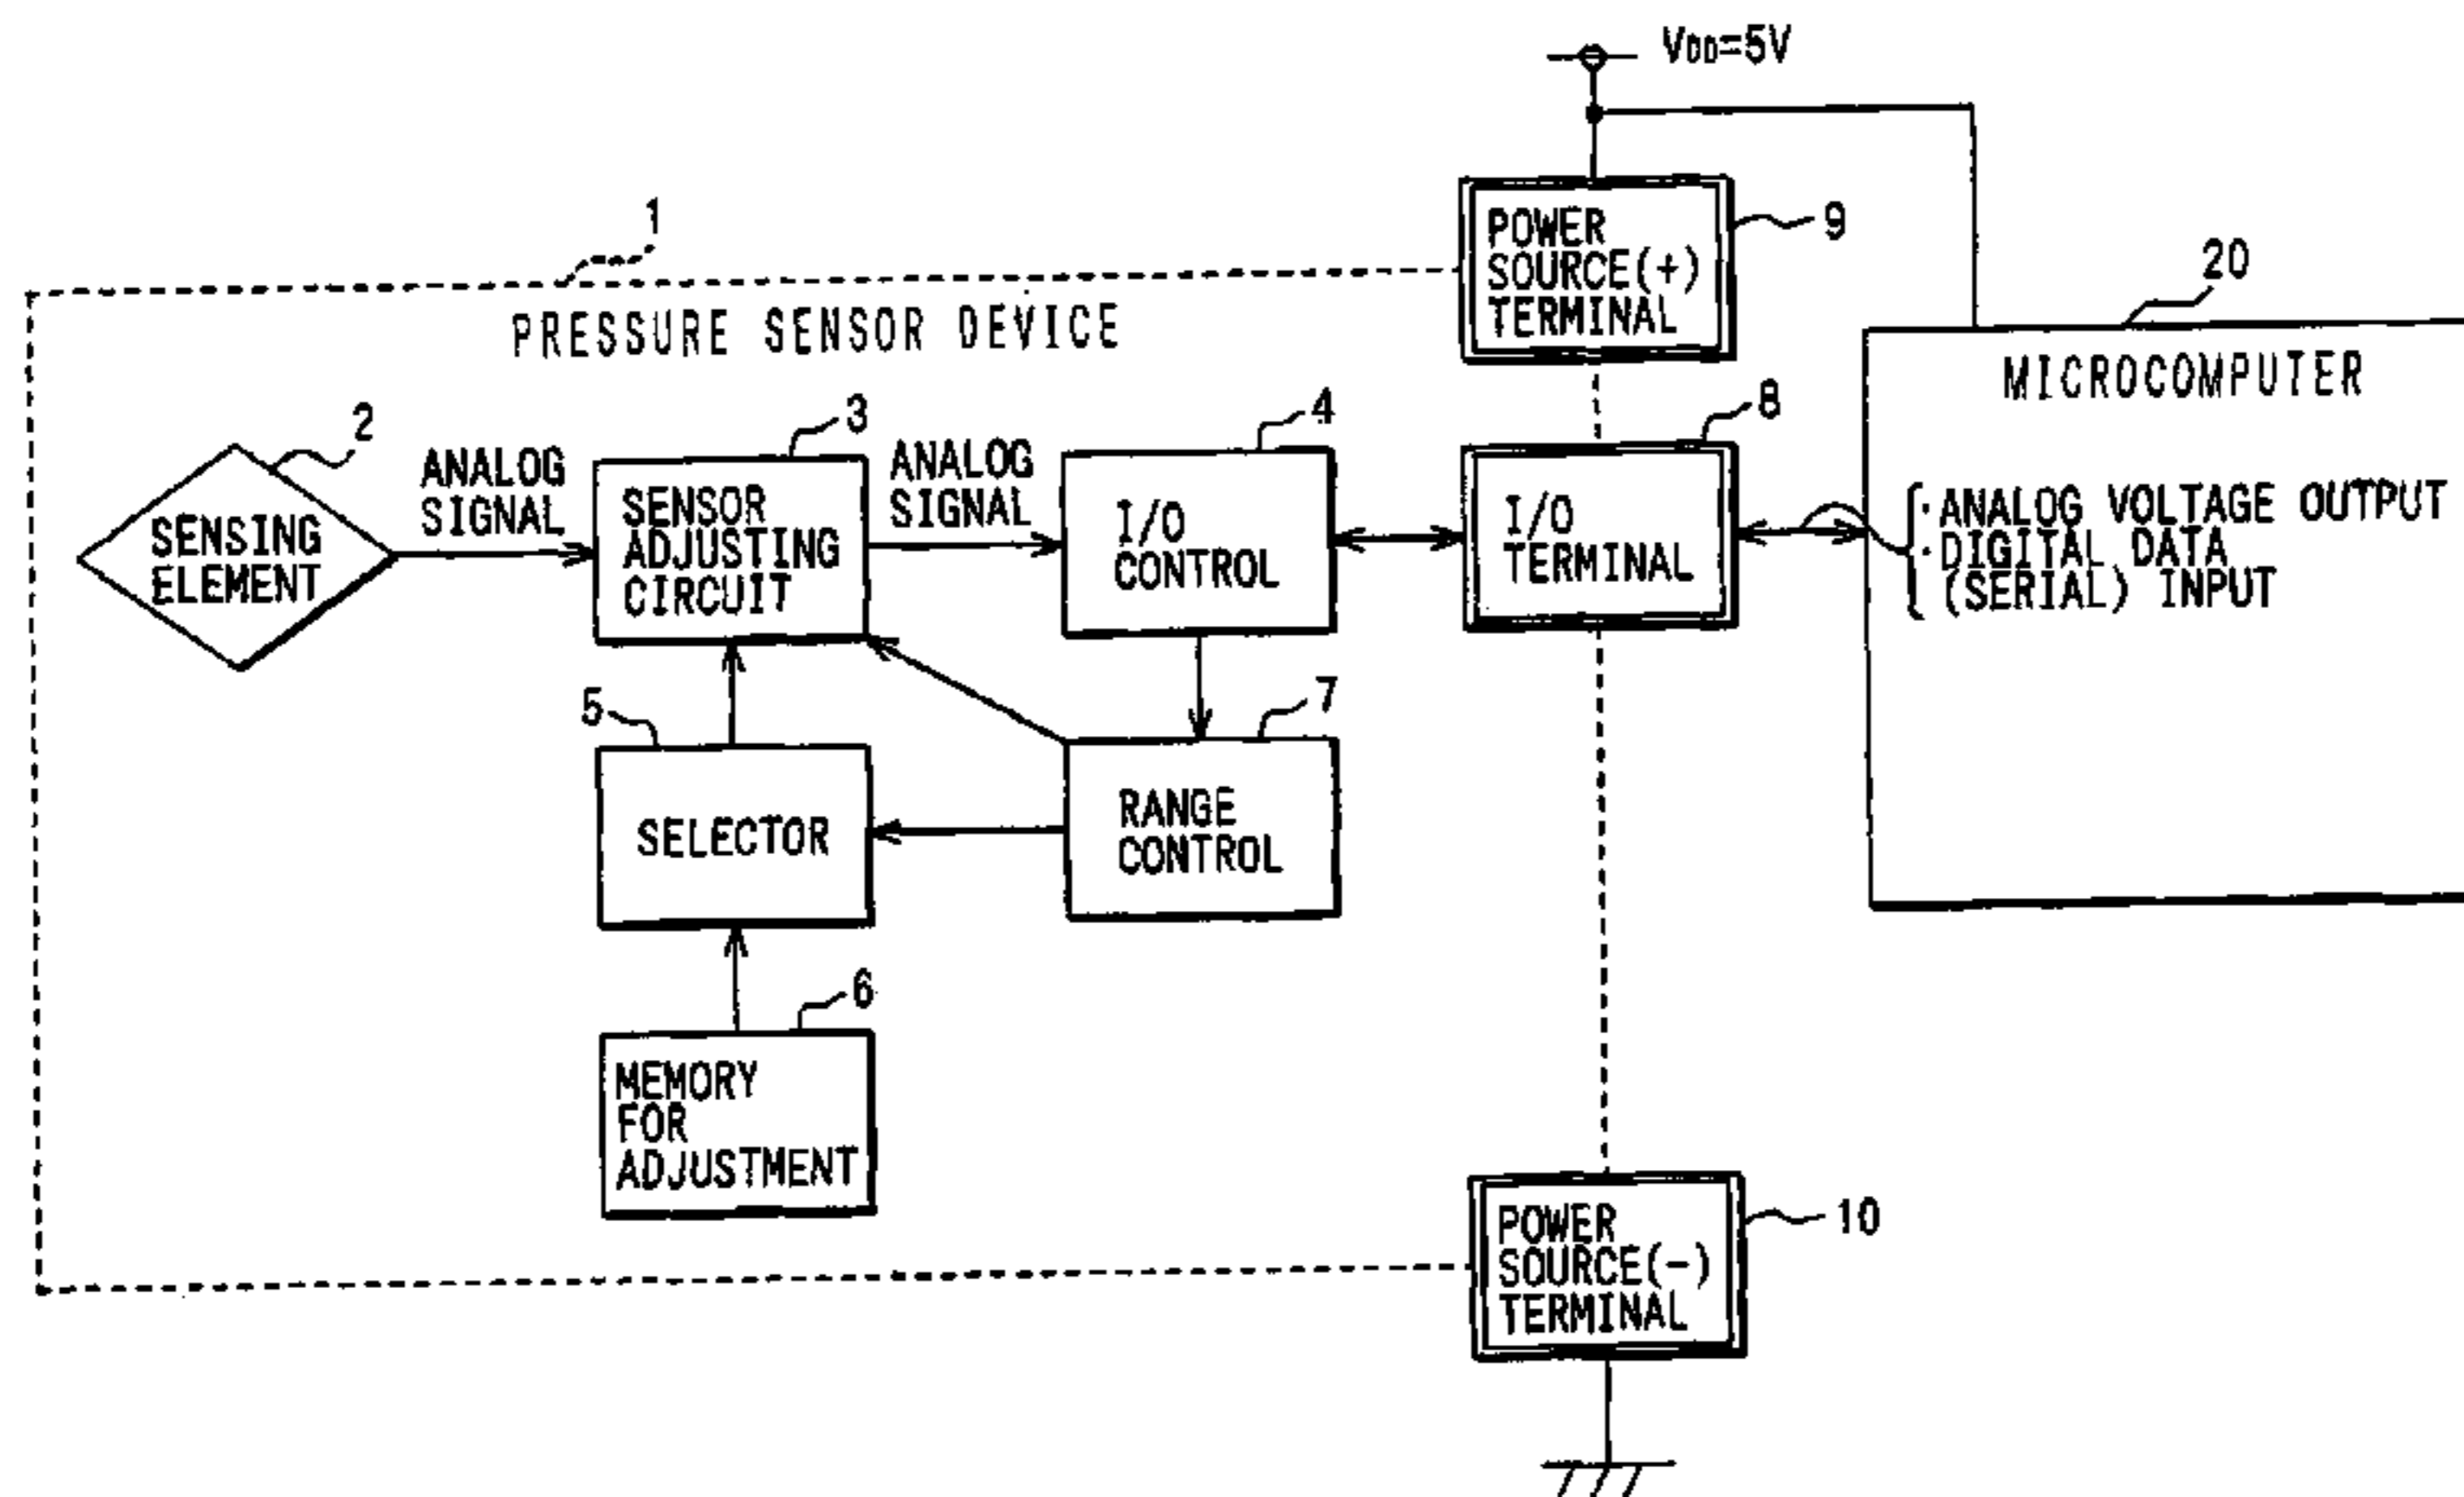 VDD=5V
1
POWER
SOURCE(+)
TERMINAL
9
20
PRESSURE SENSOR DEVICE
MICROCOMPUTER
2
3
4
8
ANALOG
SIGNAL
ANALOG
SIGNAL
SENSING
ELEMENT
SENSOR
ADJUSTING
CIRCUIT
I/O
CONTROL
I/O
TERMINAL
·ANALOG VOLTAGE OUTPUT
·DIGITAL DATA
(SERIAL) INPUT
5
7
SELECTOR
RANGE
CONTROL
6
MEMORY
FOR
ADJUSTMENT
POWER
SOURCE(-)
TERMINAL
10